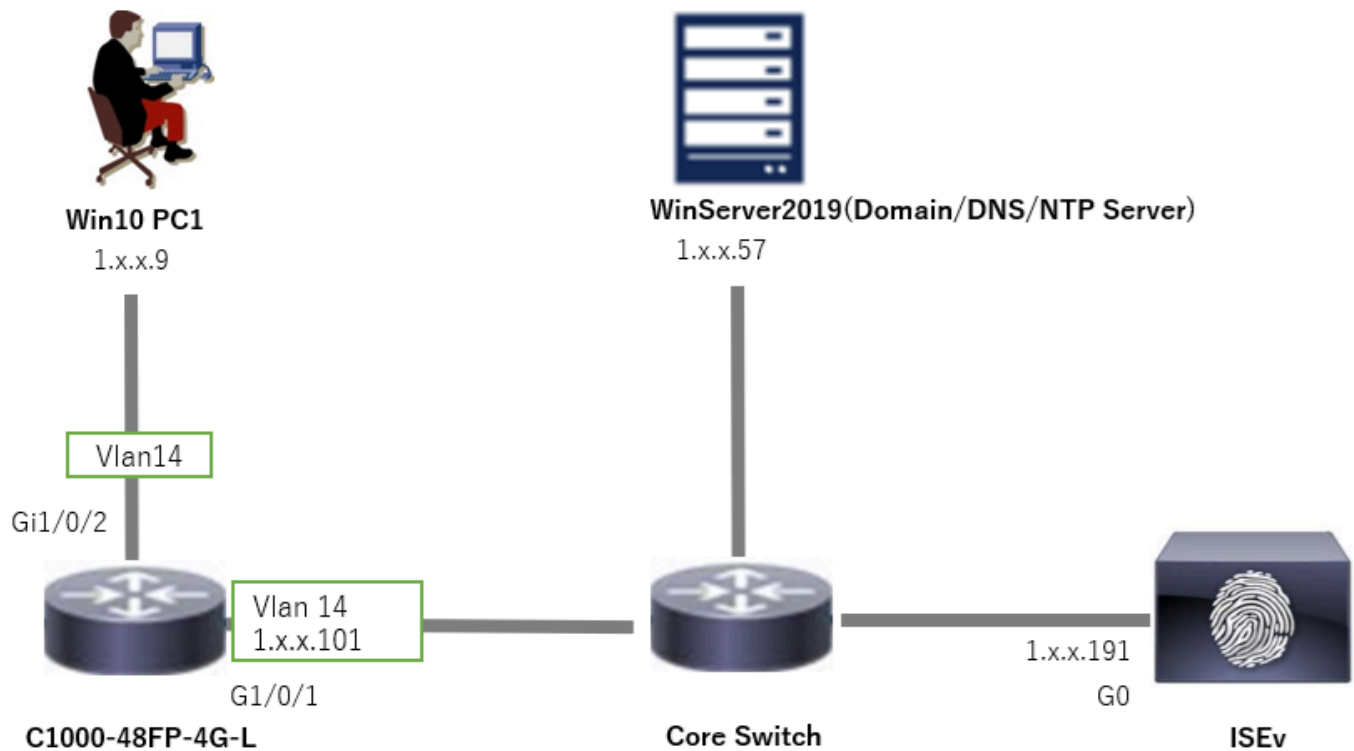 Win10 PC1
1.x.x.9
WinServer2019(Domain/DNS/NTP Server)
1.x.x.57
Vlan14
Gi1/0/2
Vlan 14
1.x.x.101
G1/0/1
C1000-48FP-4G-L
Core Switch
1.x.x.191
G0
ISEv